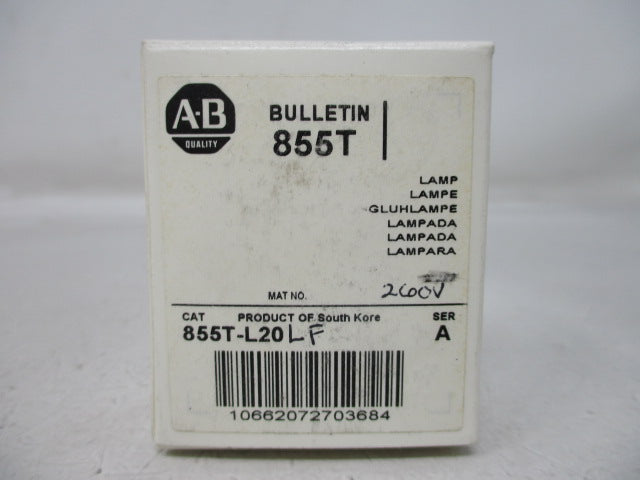 A-B
QUALITY
BULLETIN
855T
LAMP
LAMPE
GLUHLAMPE
LAMPADA
LAMPADA
LAMPARA
MAT NO. 260V
CAT PRODUCT OF South Kore SER
855T-L20LF A
10662072703684